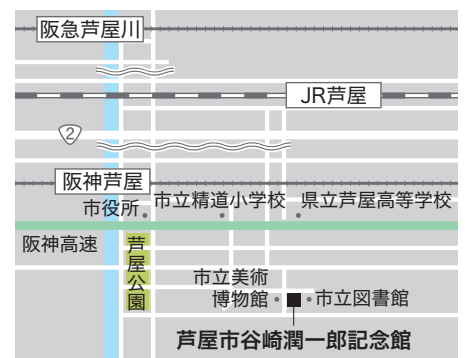 阪急芦屋川
JR芦屋
2
阪神芦屋
市役所
市立精道小学校
県立芦屋高等学校
阪神高速
芦屋公園
市立美術
博物館
市立図書館
芦屋市谷崎潤一郎記念館